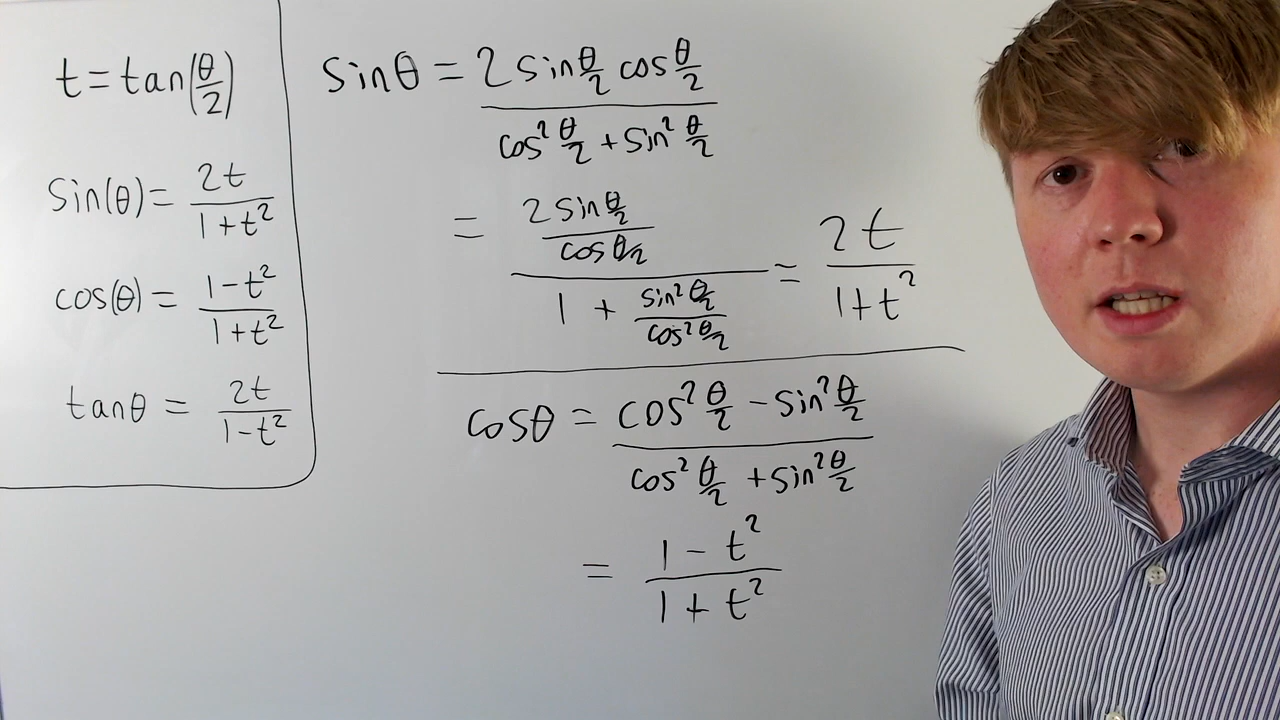 t = tan(θ/2)
sin(θ) = 2t/(1+t²)
cos(θ) = (1-t²)/(1+t²)
tanθ = 2t/(1-t²)
sinθ = (2 sin θ/2 cos θ/2)/(cos² θ/2 + sin² θ/2)
= ((2 sin θ/2)/(cos θ/2))/(1 + (sin² θ/2)/(cos² θ/2)) = 2t/(1+t²)
cosθ = (cos² θ/2 - sin² θ/2)/(cos² θ/2 + sin² θ/2)
= (1 - t²)/(1 + t²)